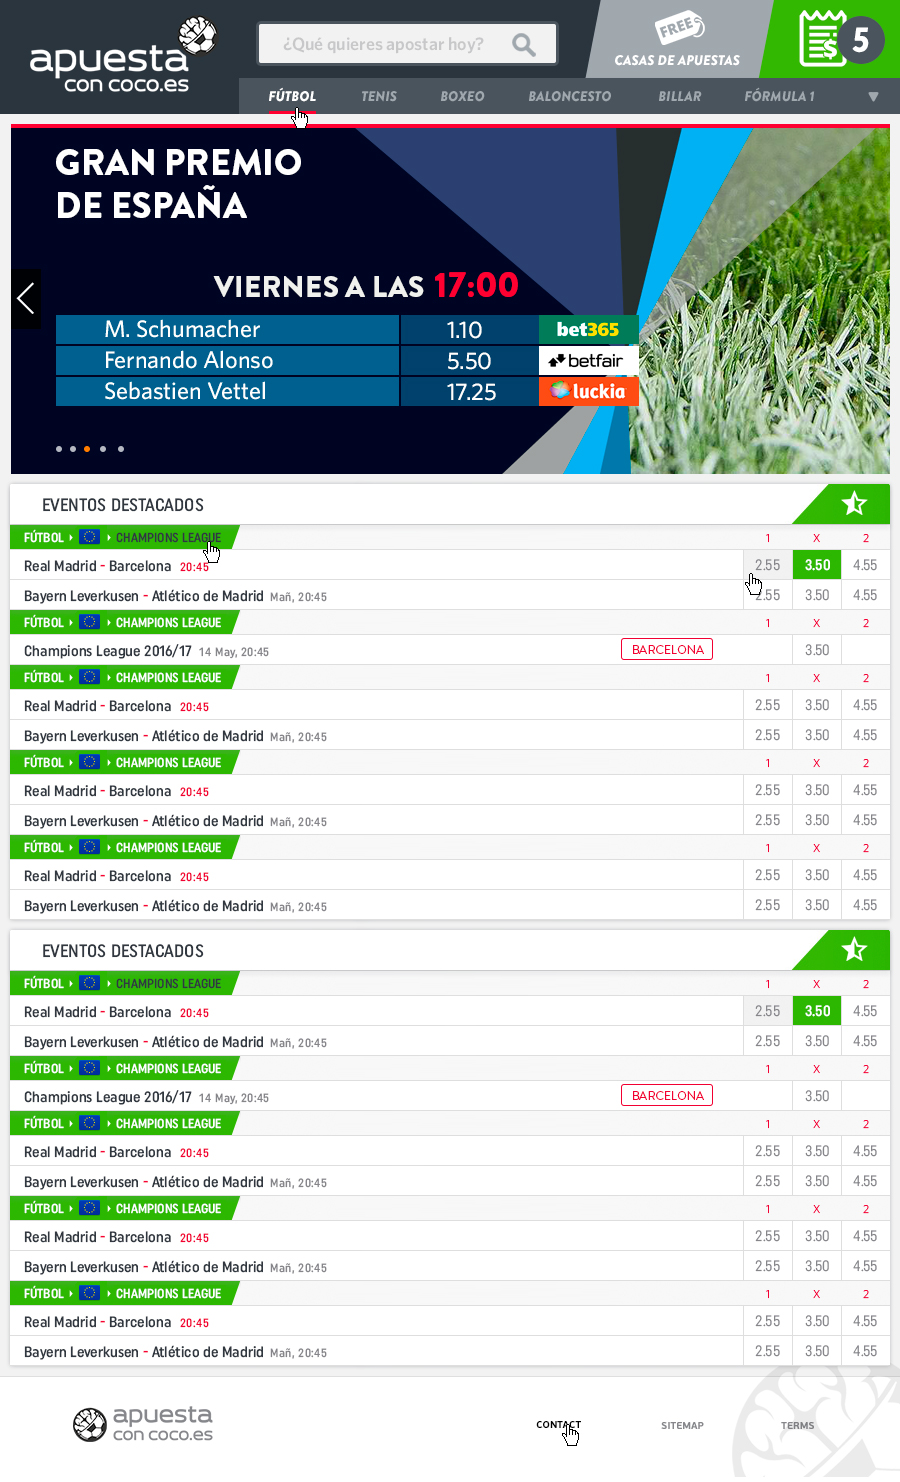 apuesta
con coco.es
¿Qué quieres apostar hoy?
FREE
CASAS DE APUESTAS
$
5
FÚTBOL TENIS BOXEO BALONCESTO BILLAR FÓRMULA 1
GRAN PREMIO
DE ESPAÑA
VIERNES A LAS 17:00
M. Schumacher 1.10 bet365
Fernando Alonso 5.50 betfair
Sebastien Vettel 17.25 luckia
EVENTOS DESTACADOS
FÚTBOL CHAMPIONS LEAGUE 1 X 2
Real Madrid - Barcelona 20:45 2.55 3.50 4.55
Bayern Leverkusen - Atlético de Madrid Mañ, 20:45 2.55 3.50 4.55
FÚTBOL CHAMPIONS LEAGUE 1 X 2
Champions League 2016/17 14 May, 20:45 BARCELONA 3.50
FÚTBOL CHAMPIONS LEAGUE 1 X 2
Real Madrid - Barcelona 20:45 2.55 3.50 4.55
Bayern Leverkusen - Atlético de Madrid Mañ, 20:45 2.55 3.50 4.55
FÚTBOL CHAMPIONS LEAGUE 1 X 2
Real Madrid - Barcelona 20:45 2.55 3.50 4.55
Bayern Leverkusen - Atlético de Madrid Mañ, 20:45 2.55 3.50 4.55
FÚTBOL CHAMPIONS LEAGUE 1 X 2
Real Madrid - Barcelona 20:45 2.55 3.50 4.55
Bayern Leverkusen - Atlético de Madrid Mañ, 20:45 2.55 3.50 4.55
EVENTOS DESTACADOS
FÚTBOL CHAMPIONS LEAGUE 1 X 2
Real Madrid - Barcelona 20:45 2.55 3.50 4.55
Bayern Leverkusen - Atlético de Madrid Mañ, 20:45 2.55 3.50 4.55
FÚTBOL CHAMPIONS LEAGUE 1 X 2
Champions League 2016/17 14 May, 20:45 BARCELONA 3.50
FÚTBOL CHAMPIONS LEAGUE 1 X 2
Real Madrid - Barcelona 20:45 2.55 3.50 4.55
Bayern Leverkusen - Atlético de Madrid Mañ, 20:45 2.55 3.50 4.55
FÚTBOL CHAMPIONS LEAGUE 1 X 2
Real Madrid - Barcelona 20:45 2.55 3.50 4.55
Bayern Leverkusen - Atlético de Madrid Mañ, 20:45 2.55 3.50 4.55
FÚTBOL CHAMPIONS LEAGUE 1 X 2
Real Madrid - Barcelona 20:45 2.55 3.50 4.55
Bayern Leverkusen - Atlético de Madrid Mañ, 20:45 2.55 3.50 4.55
apuesta
con coco.es
CONTACT SITEMAP TERMS